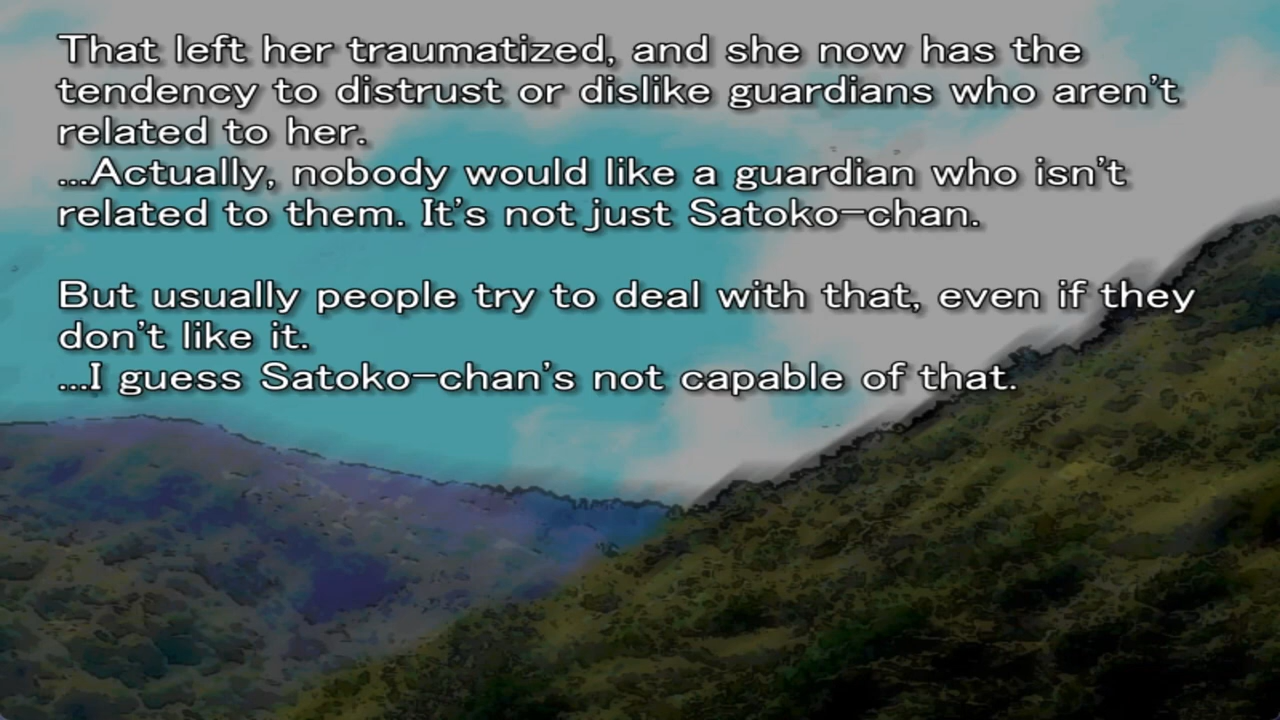 That left her traumatized, and she now has the
tendency to distrust or dislike guardians who aren't
related to her.
...Actually, nobody would like a guardian who isn't
related to them. It's not just Satoko-chan.
But usually people try to deal with that, even if they
don't like it.
...I guess Satoko-chan's not capable of that.